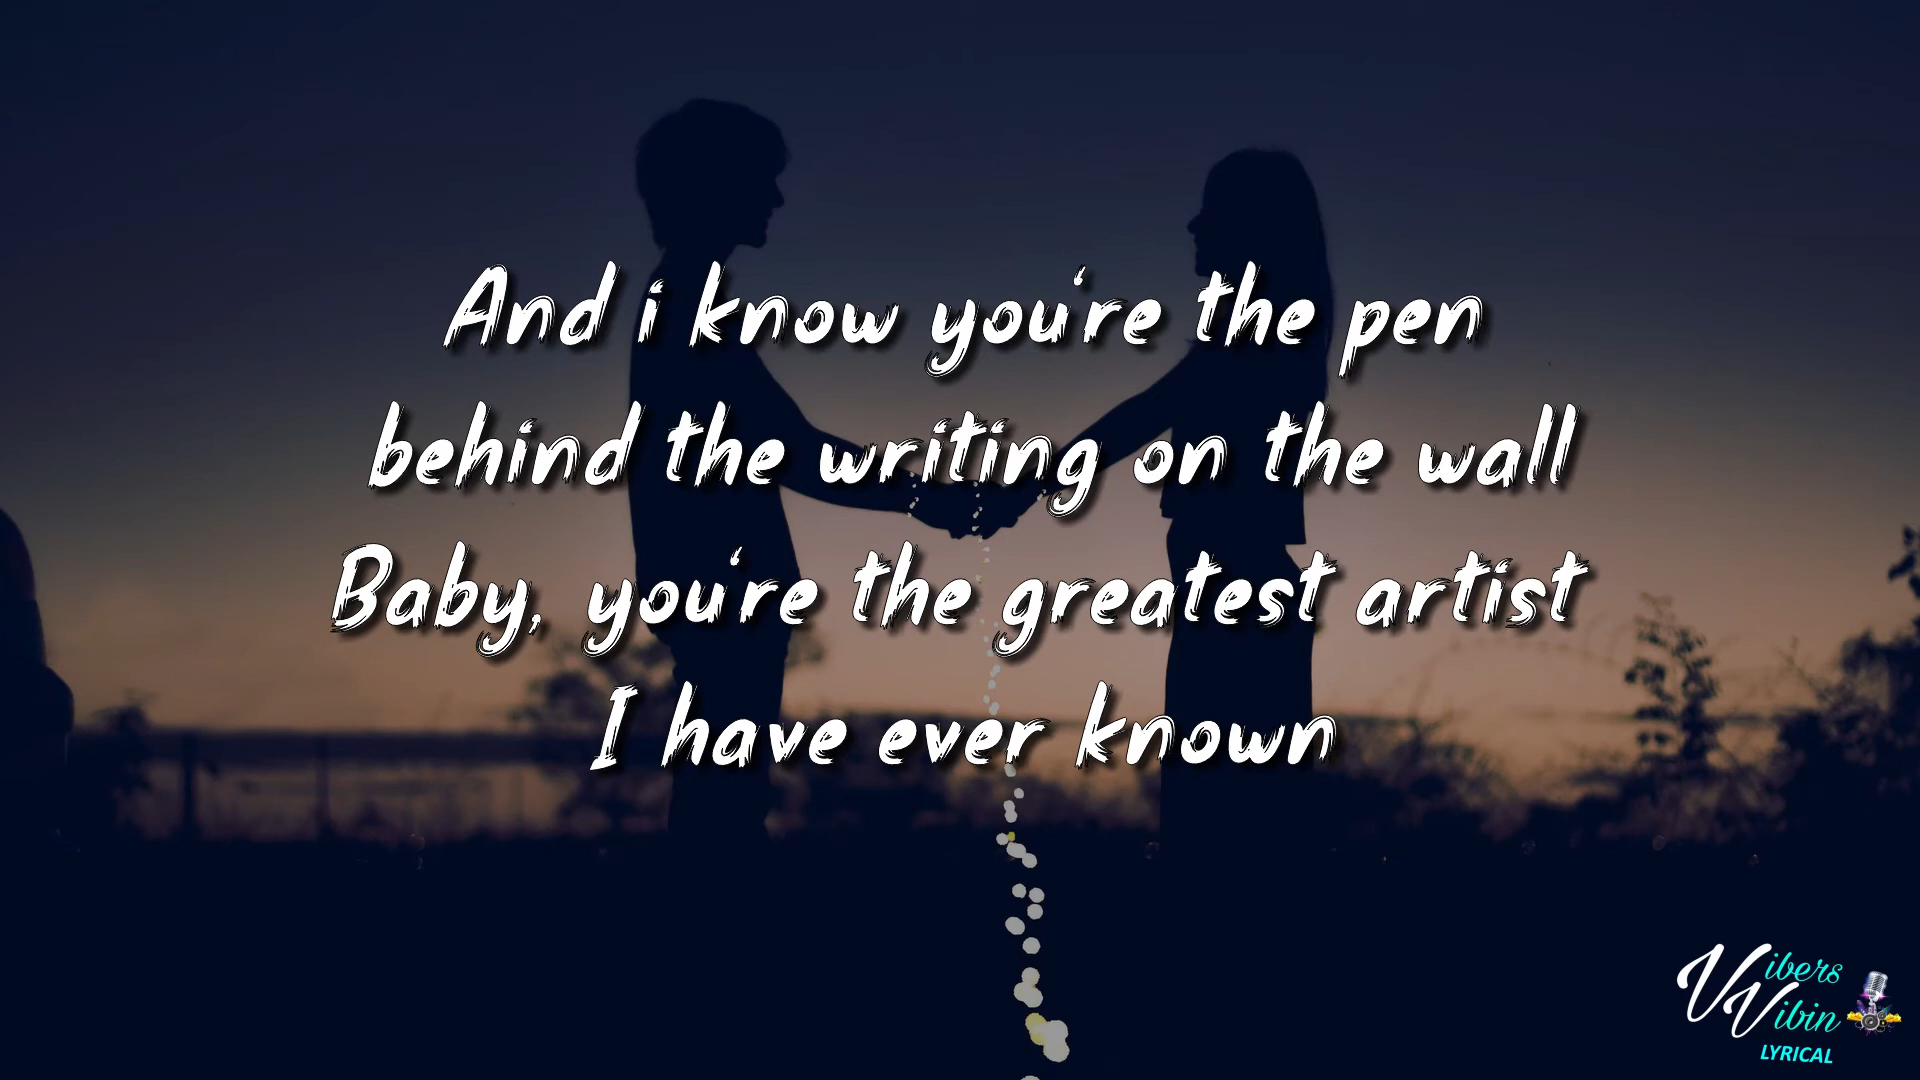 And i know you're the pen
behind the writing on the wall
Baby, you're the greatest artist
I have ever known
Vibers
Vibin
LYRICAL